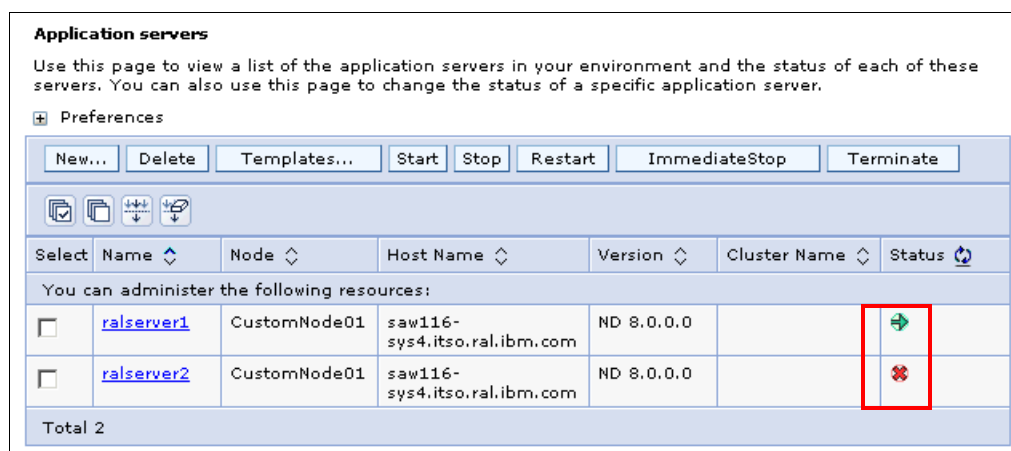 Application servers
Use this page to view a list of the application servers in your environment and the status of each of these
servers. You can also use this page to change the status of a specific application server.
Preferences
New... Delete Templates... Start Stop Restart ImmediateStop Terminate
Select Name Node Host Name Version Cluster Name Status
You can administer the following resources:
ralserver1 CustomNode01 saw116- ND 8.0.0.0
sys4.itso.ral.ibm.com
ralserver2 CustomNode01 saw116- ND 8.0.0.0
sys4.itso.ral.ibm.com
Total 2